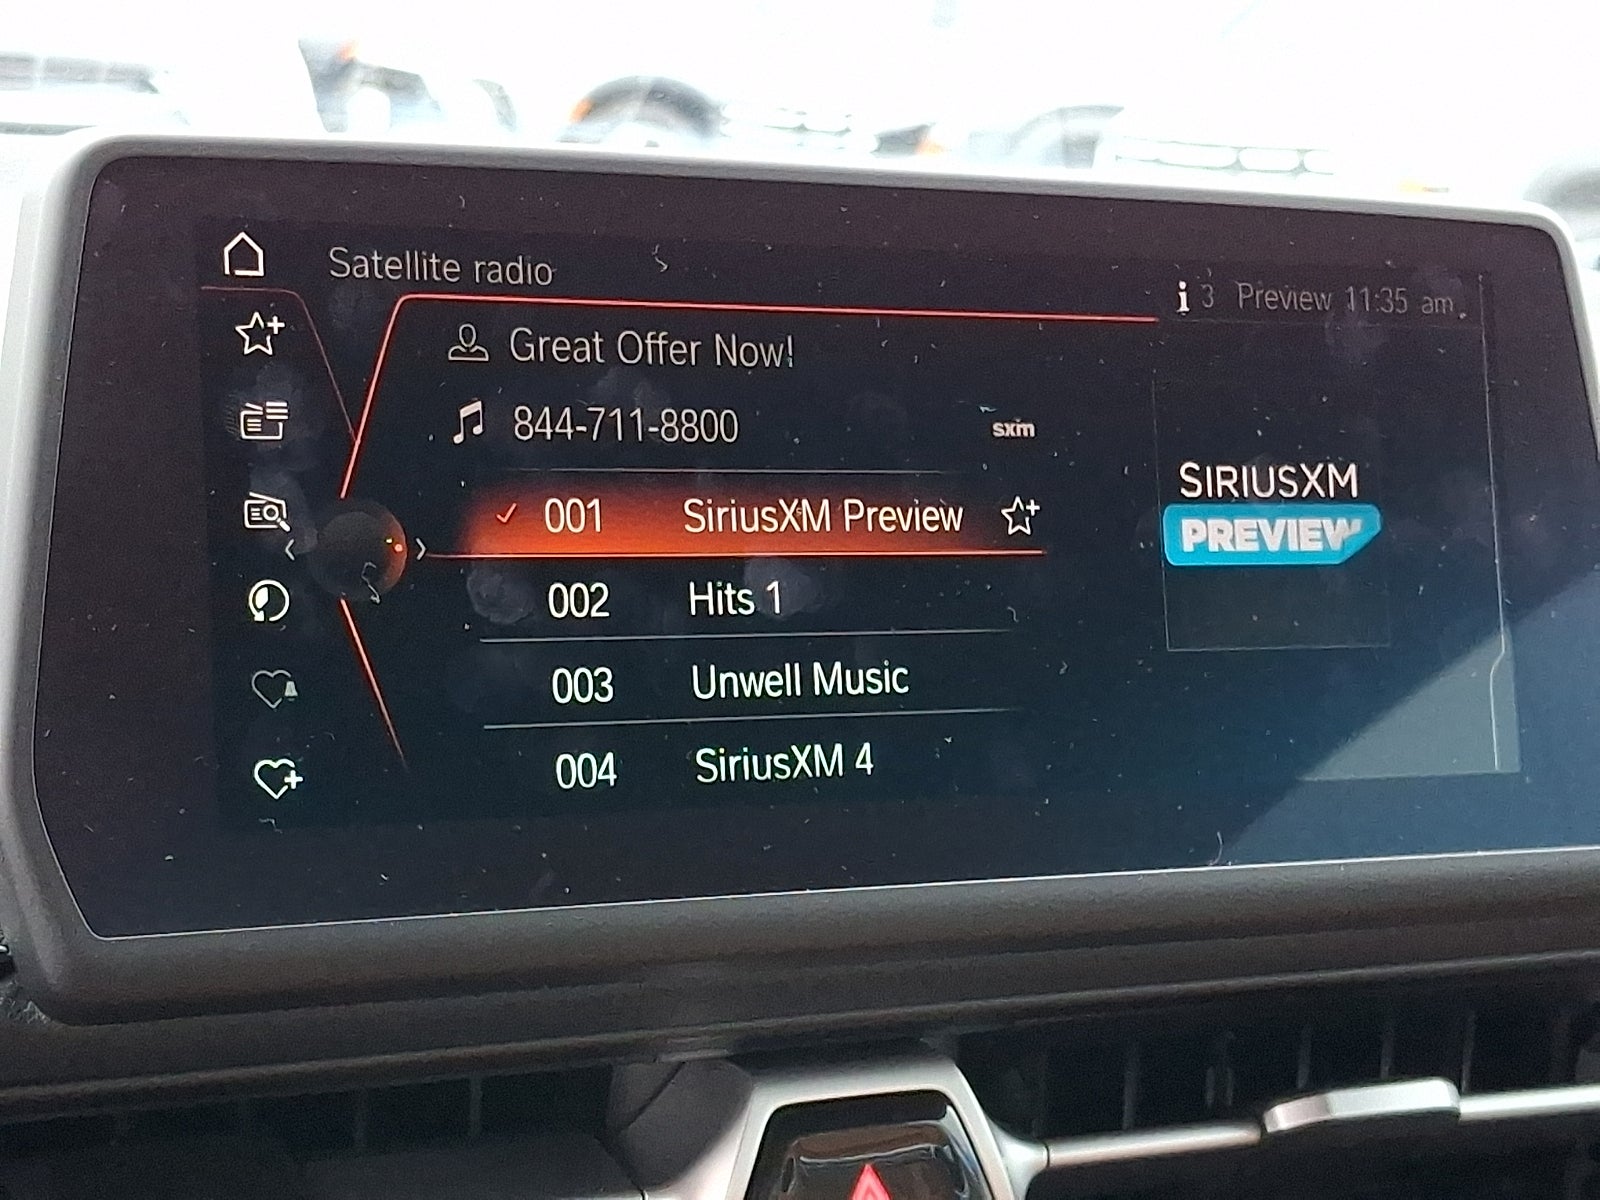 Satellite radio
3 Preview 11:35 am
Great Offer Now!
844-711-8800 sxm
001 SiriusXM Preview
002 Hits 1
003 Unwell Music
004 SiriusXM 4
SIRIUSXM
PREVIEW